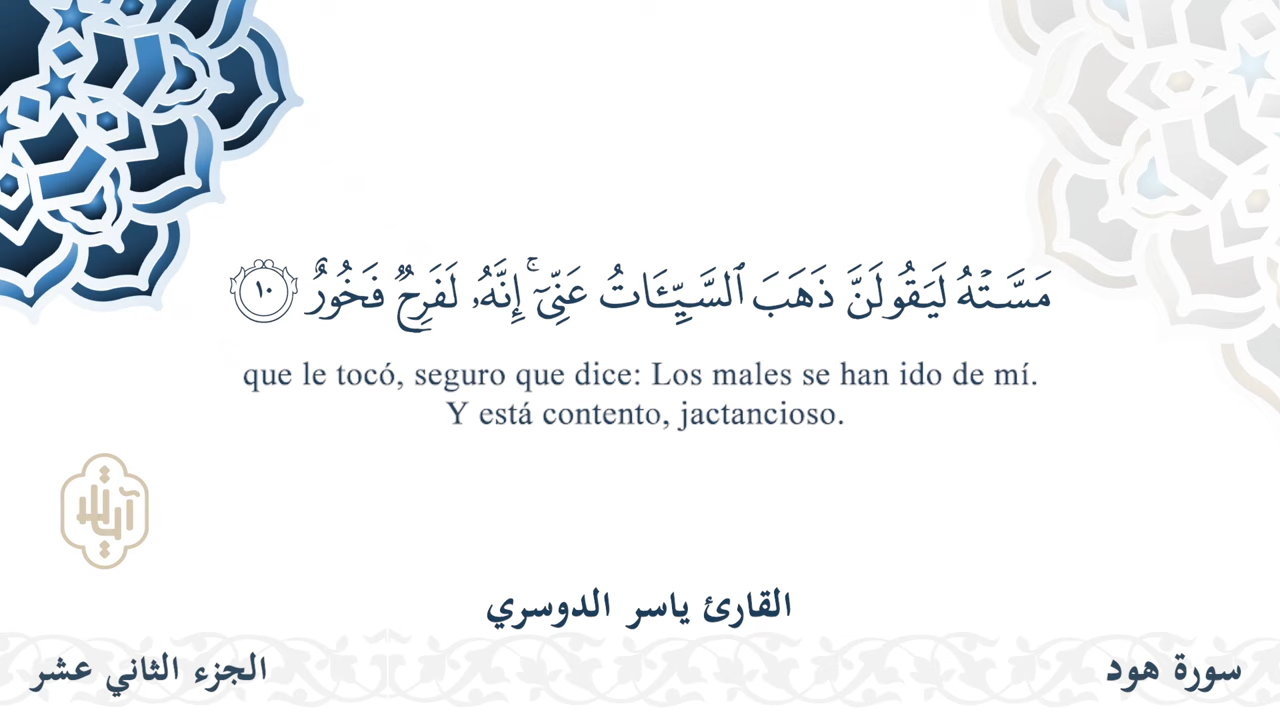 مَسَّتْهُ لَيَقُولَنَّ ذَهَبَ ٱلسَّيِّـَٔاتُ عَنِّىٓ ۚ إِنَّهُۥ لَفَرِحٌ فَخُورٌ ١٠
que le tocó, seguro que dice: Los males se han ido de mí.
Y está contento, jactancioso.
القارئ ياسر الدوسري
سورة هود
الجزء الثاني عشر